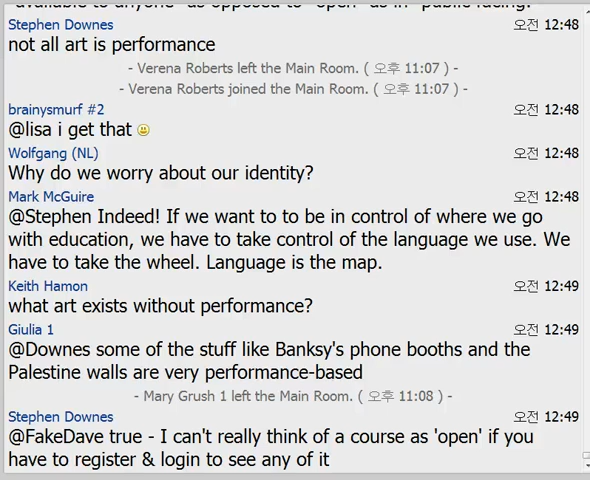 available to anyone" as opposed to "open" as in "public facing."
Stephen Downes 오전 12:48
not all art is performance
- Verena Roberts left the Main Room. ( 오후 11:07 ) -
- Verena Roberts joined the Main Room. ( 오후 11:07 ) -
brainysmurf #2 오전 12:48
@lisa i get that
Wolfgang (NL) 오전 12:48
Why do we worry about our identity?
Mark McGuire 오전 12:48
@Stephen Indeed! If we want to to be in control of where we go
with education, we have to take control of the language we use. We
have to take the wheel. Language is the map.
Keith Hamon 오전 12:49
what art exists without performance?
Giulia 1 오전 12:49
@Downes some of the stuff like Banksy's phone booths and the
Palestine walls are very performance-based
- Mary Grush 1 left the Main Room. ( 오후 11:08 ) -
Stephen Downes 오전 12:49
@FakeDave true - I can't really think of a course as 'open' if you
have to register & login to see any of it